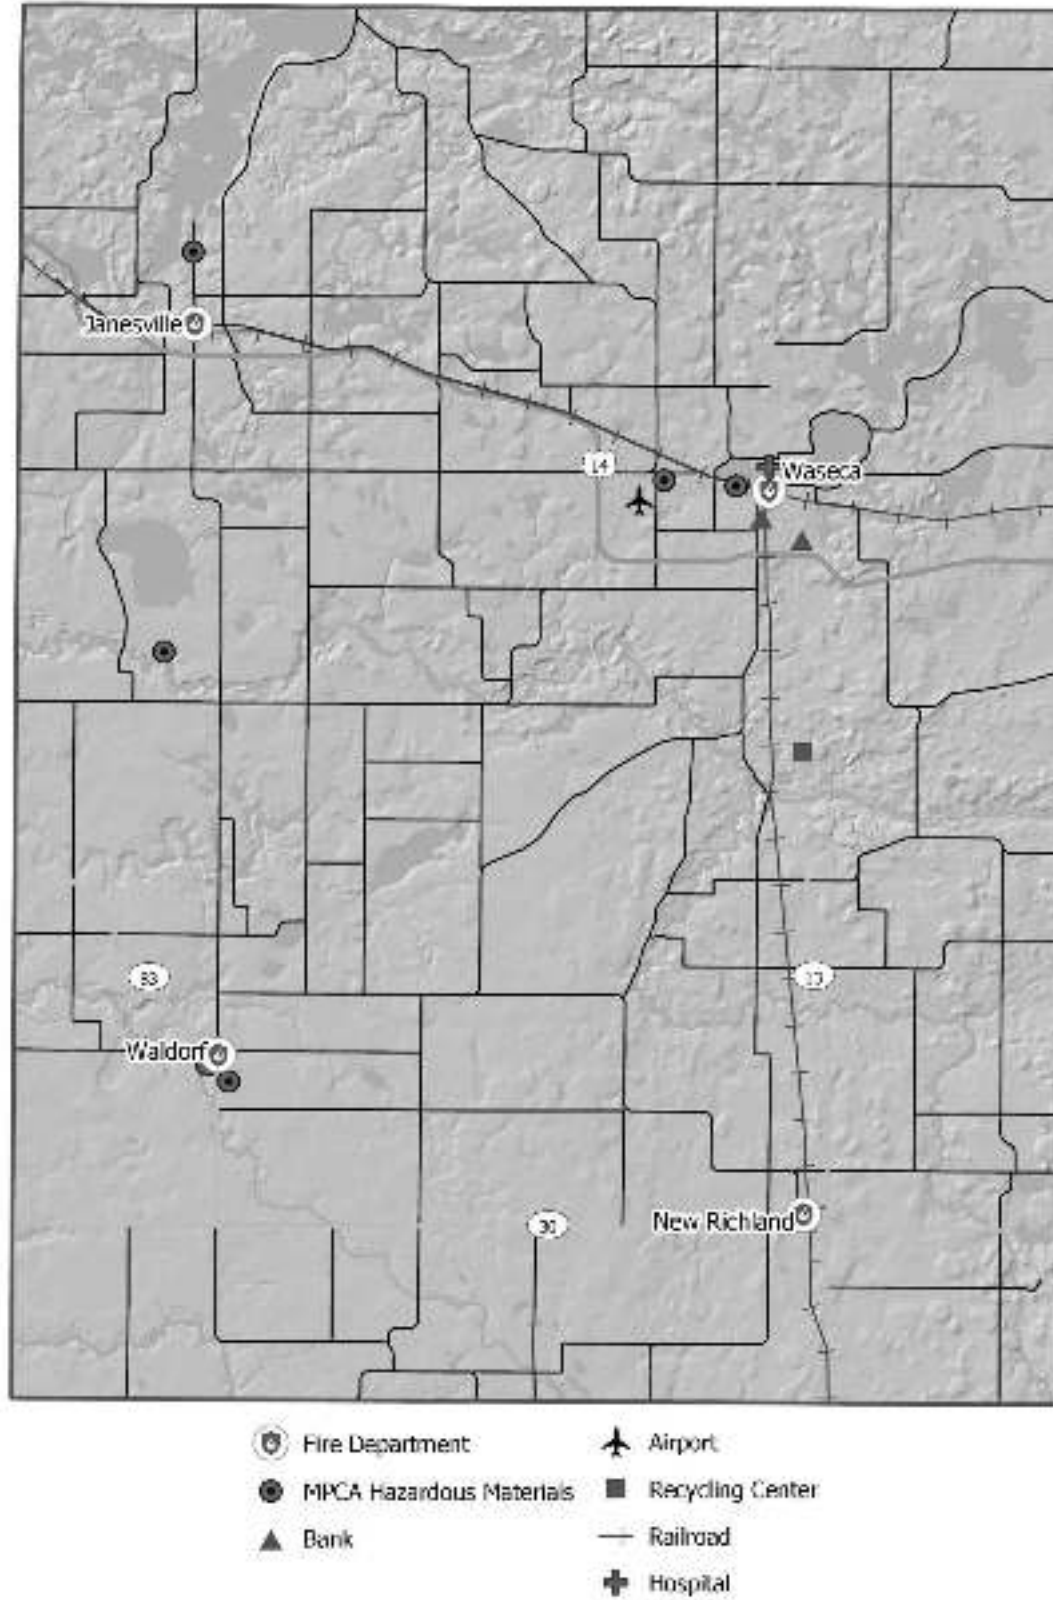 Janesville
14
Waseca
83
13
Waldorf
30
New Richland
Fire Department
MPCA Hazardous Materials
Bank
Airport
Recycling Center
Railroad
Hospital